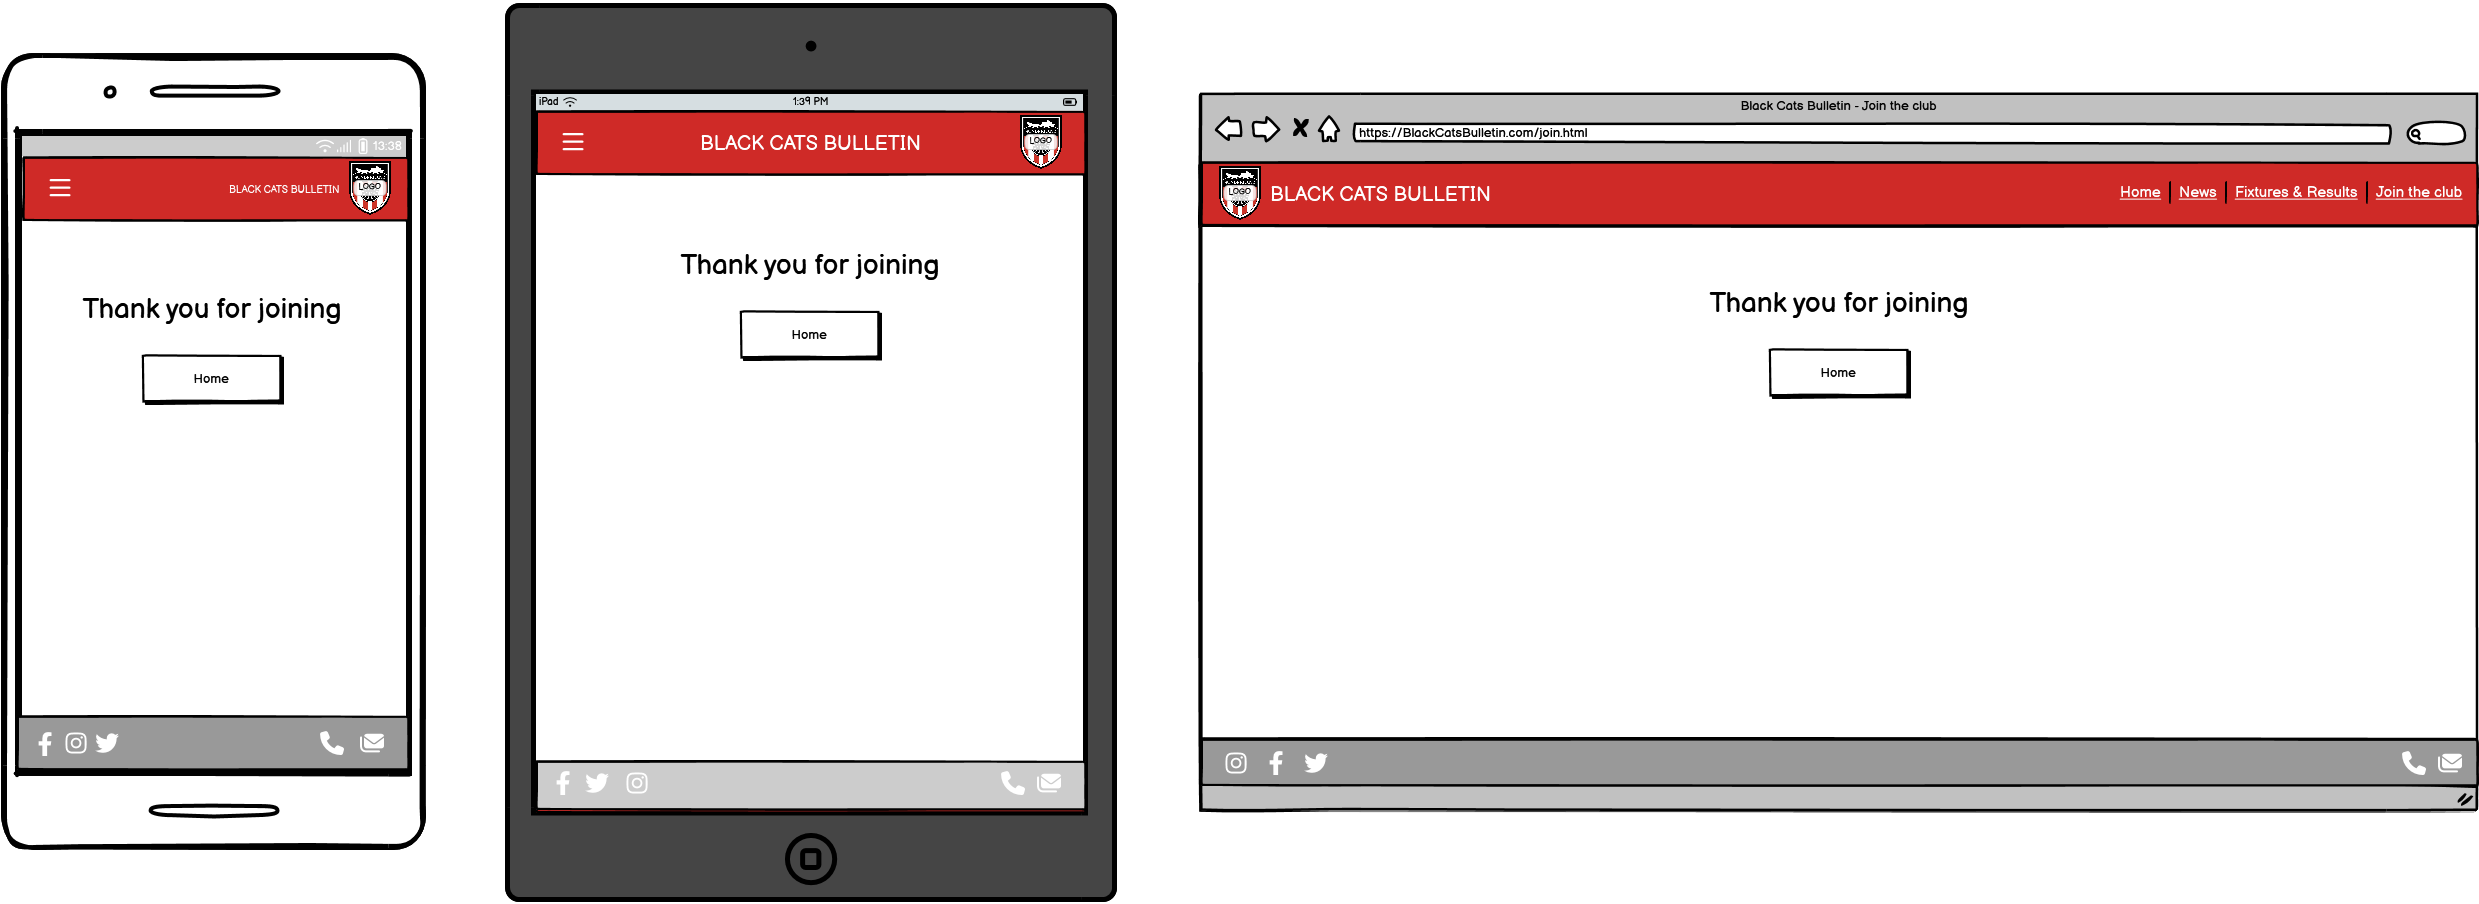 13:38
BLACK CATS BULLETIN
LOGO
Thank you for joining
Home
iPad
1:39 PM
BLACK CATS BULLETIN
LOGO
Thank you for joining
Home
Black Cats Bulletin - Join the club
https://BlackCatsBulletin.com/join.html
LOGO
BLACK CATS BULLETIN
Home
News
Fixtures & Results
Join the club
Thank you for joining
Home